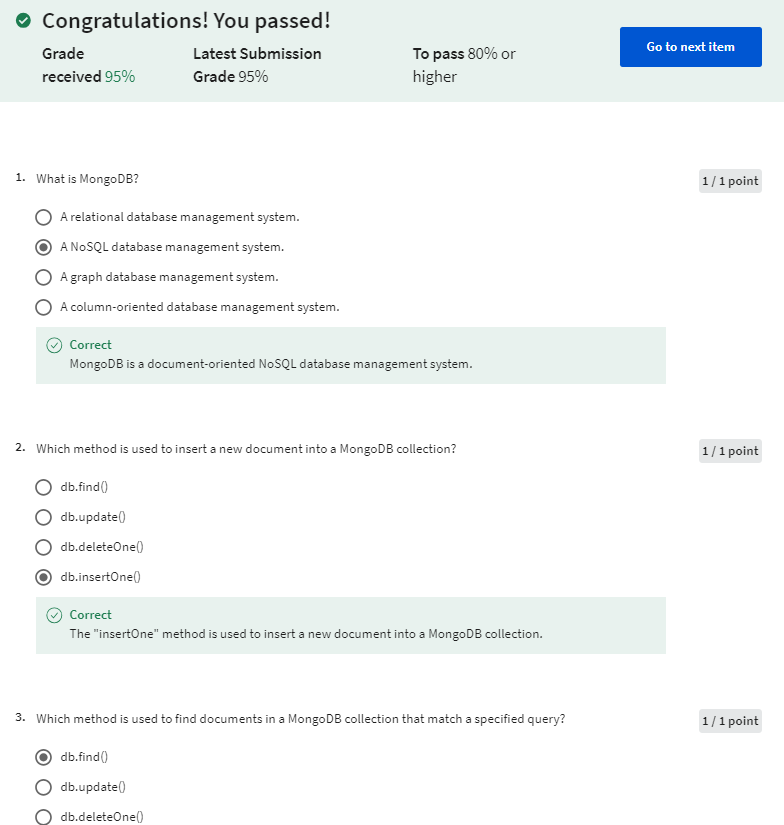 Congratulations! You passed!
Grade received 95%
Latest Submission Grade 95%
To pass 80% or higher
Go to next item
1. What is MongoDB?
1 / 1 point
A relational database management system.
A NoSQL database management system.
A graph database management system.
A column-oriented database management system.
Correct
MongoDB is a document-oriented NoSQL database management system.
2. Which method is used to insert a new document into a MongoDB collection?
1 / 1 point
db.find()
db.update()
db.deleteOne()
db.insertOne()
Correct
The "insertOne" method is used to insert a new document into a MongoDB collection.
3. Which method is used to find documents in a MongoDB collection that match a specified query?
1 / 1 point
db.find()
db.update()
db.deleteOne()